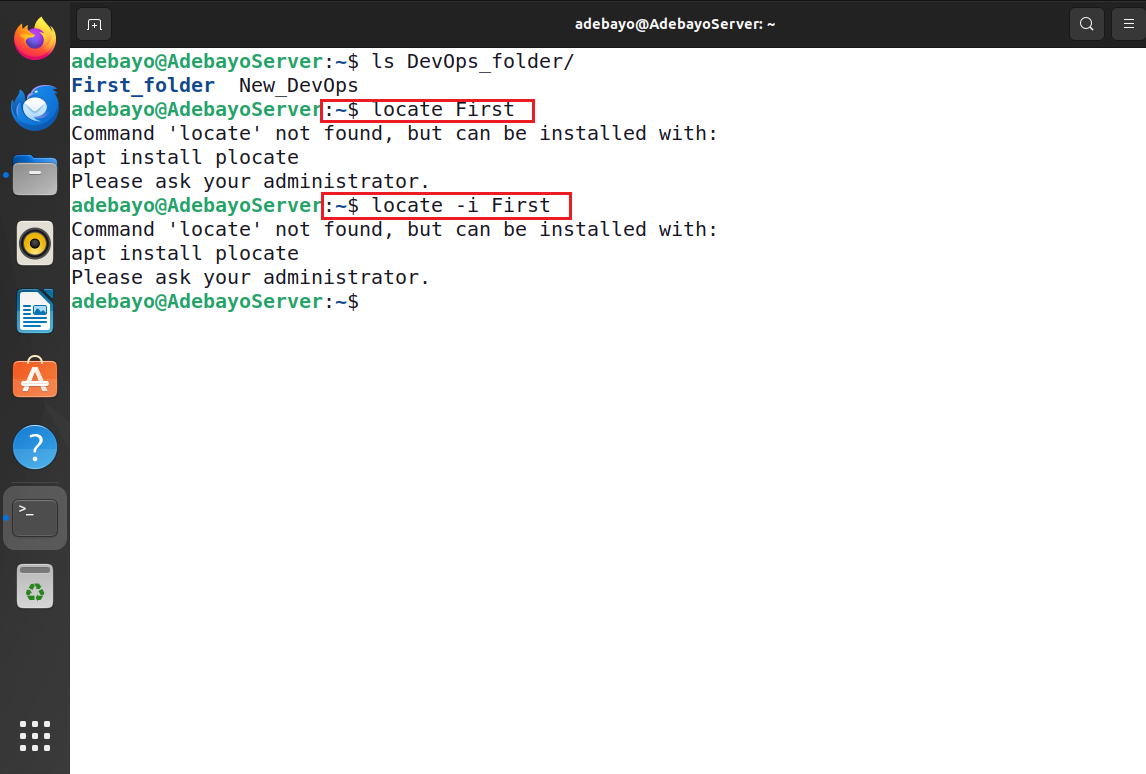 adebayo@AdebayoServer: ~
adebayo@AdebayoServer:~$ ls DevOps_folder/
First_folder  New_DevOps
adebayo@AdebayoServer:~$ locate First
Command 'locate' not found, but can be installed with:
apt install plocate
Please ask your administrator.
adebayo@AdebayoServer:~$ locate -i First
Command 'locate' not found, but can be installed with:
apt install plocate
Please ask your administrator.
adebayo@AdebayoServer:~$